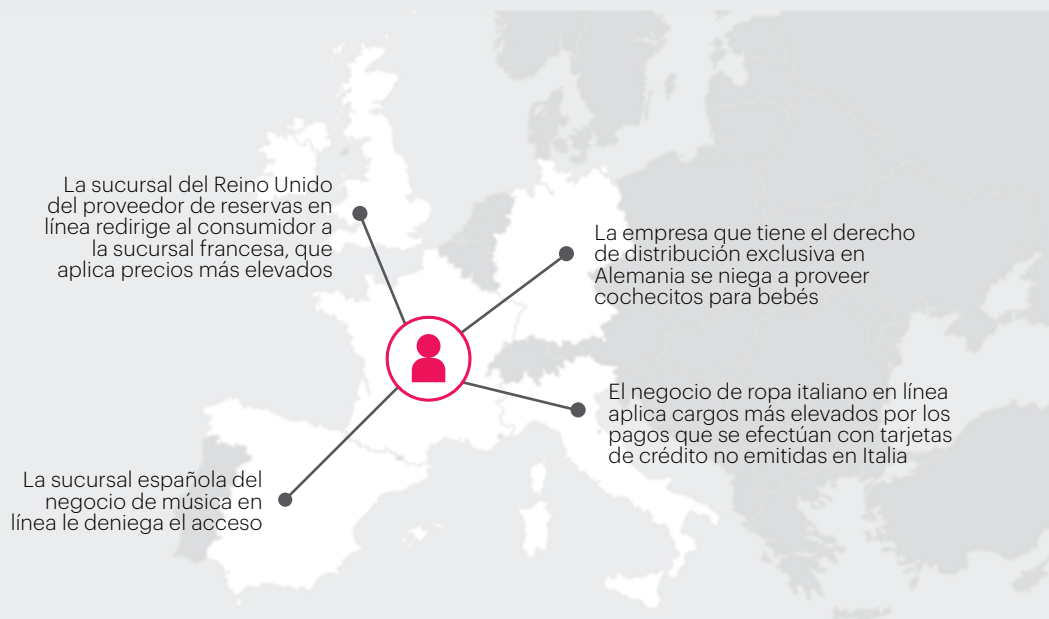 La sucursal del Reino Unido
del proveedor de reservas en
línea redirige al consumidor a
la sucursal francesa, que
aplica precios más elevados
La empresa que tiene el derecho
de distribución exclusiva en
Alemania se niega a proveer
cochecitos para bebés
El negocio de ropa italiano en línea
aplica cargos más elevados por los
pagos que se efectúan con tarjetas
de crédito no emitidas en Italia
La sucursal española del
negocio de música en
línea le deniega el acceso